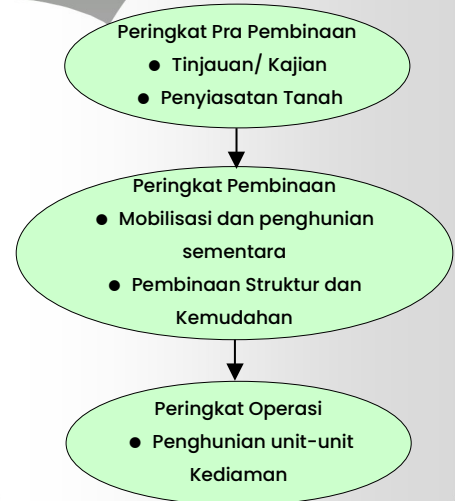 Peringkat Pra Pembinaan
● Tinjauan/ Kajian
● Penyiasatan Tanah
Peringkat Pembinaan
● Mobilisasi dan penghunian
sementara
● Pembinaan Struktur dan
Kemudahan
Peringkat Operasi
● Penghunian unit-unit
Kediaman